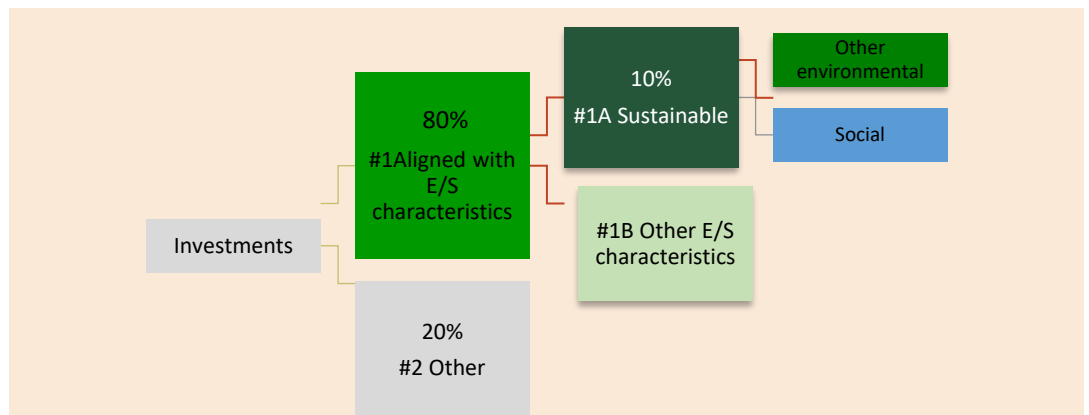 Investments
80%
#1Aligned with
E/S
characteristics
20%
#2 Other
10%
#1A Sustainable
#1B Other E/S
characteristics
Other
environmental
Social